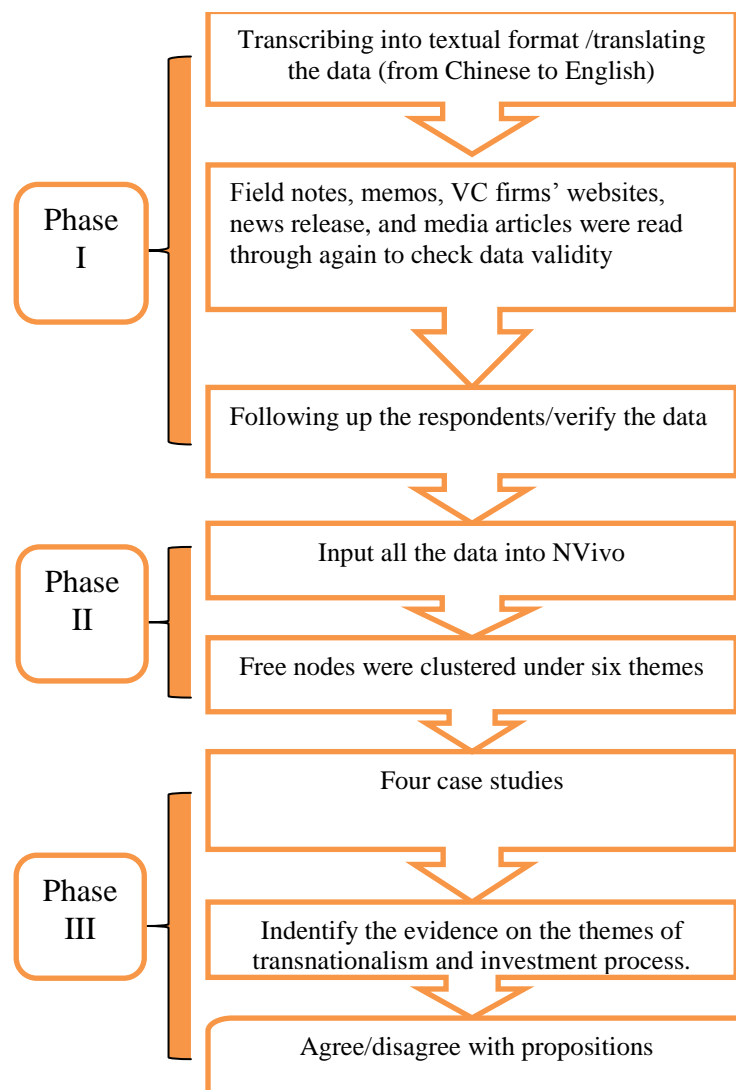 Transcribing into textual format /translating
the data (from Chinese to English)
Phase
I
Field notes, memos, VC firms’ websites,
news release, and media articles were read
through again to check data validity
Following up the respondents/verify the data
Phase
II
Input all the data into NVivo
Free nodes were clustered under six themes
Four case studies
Phase
III
Indentify the evidence on the themes of
transnationalism and investment process.
Agree/disagree with propositions